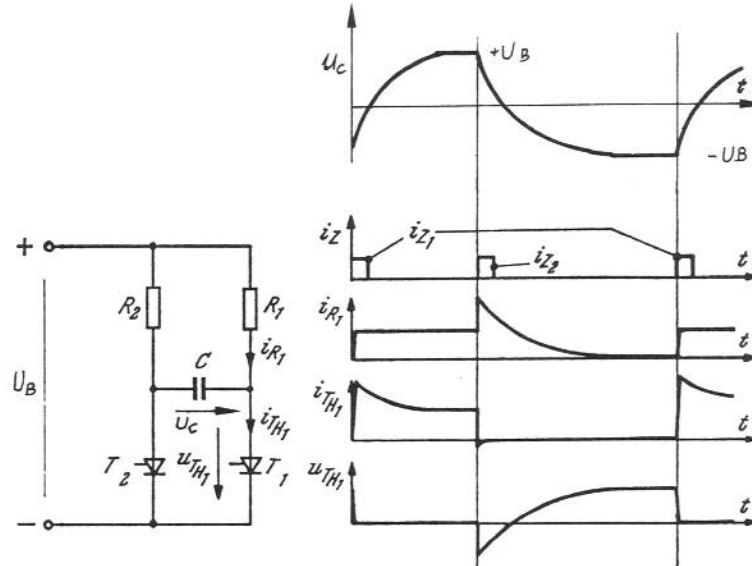 +
U_B
−
R_2
R_1
i_R1
C
u_C
i_TH1
T_2
u_TH1
T_1
u_C
+U_B
t
−UB
i_Z
i_Z1
i_Z2
t
i_R1
t
i_TH1
t
u_TH1
t